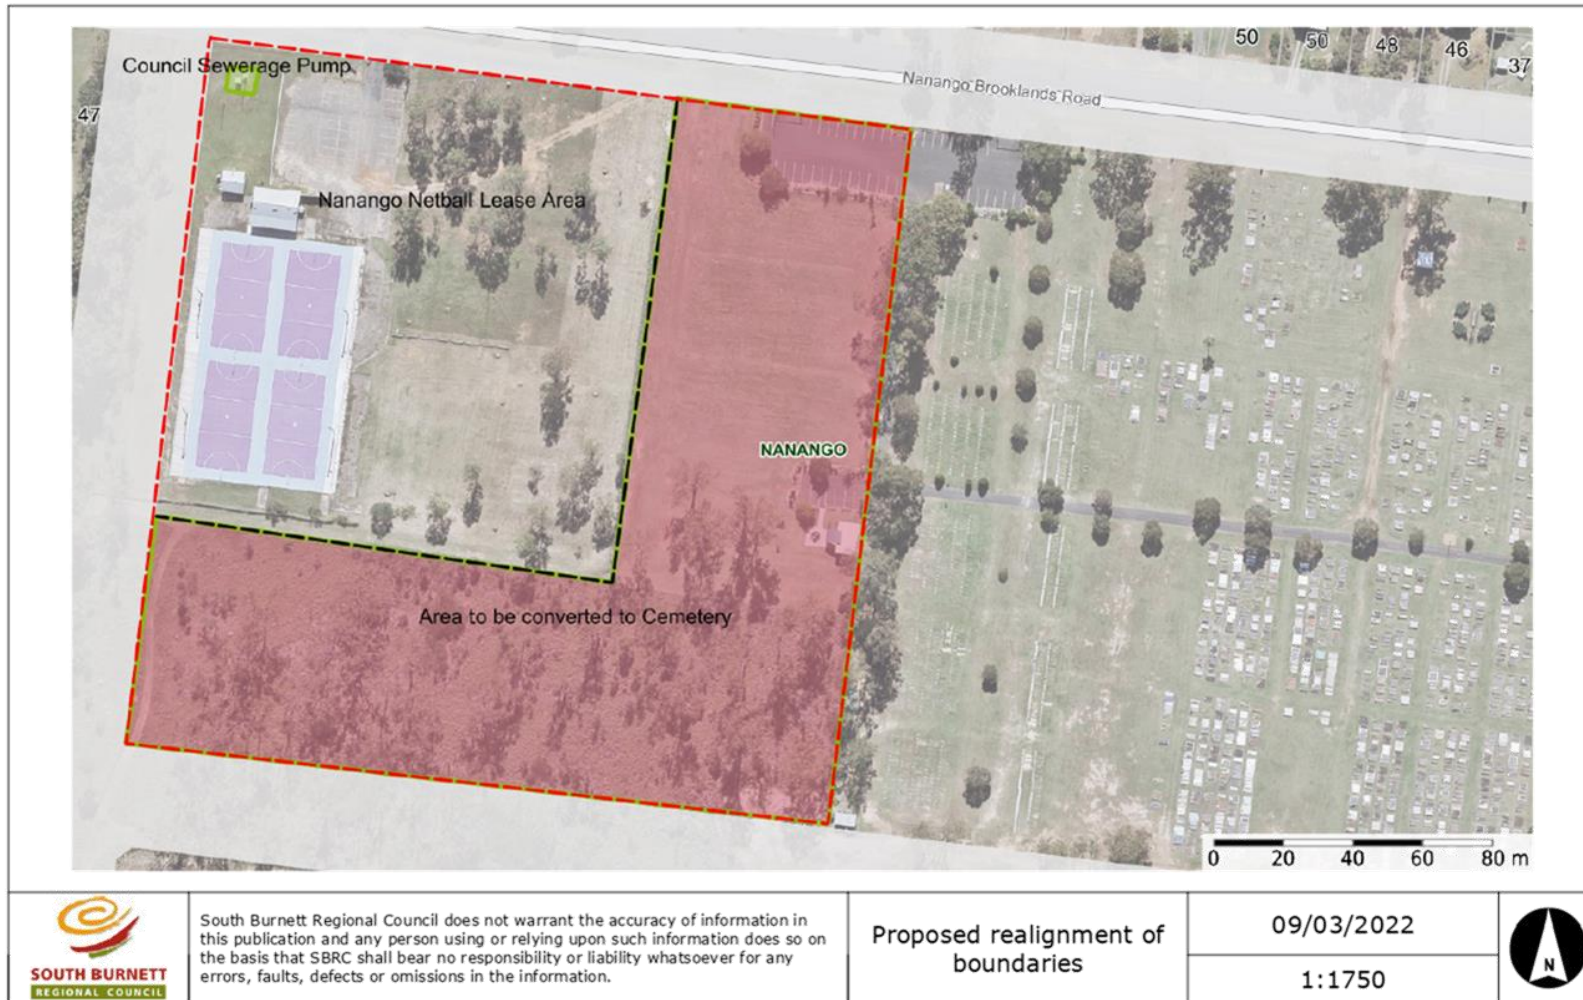 50 50 48 46 37
Council Sewerage Pump
Nanango Brooklands Road
47
Nanango Netball Lease Area
NANANGO
Area to be converted to Cemetery
0 20 40 60 80 m
South Burnett Regional Council does not warrant the accuracy of information in
this publication and any person using or relying upon such information does so on
the basis that SBRC shall bear no responsibility or liability whatsoever for any
errors, faults, defects or omissions in the information.
SOUTH BURNETT
REGIONAL COUNCIL
Proposed realignment of
boundaries
09/03/2022
1:1750
N